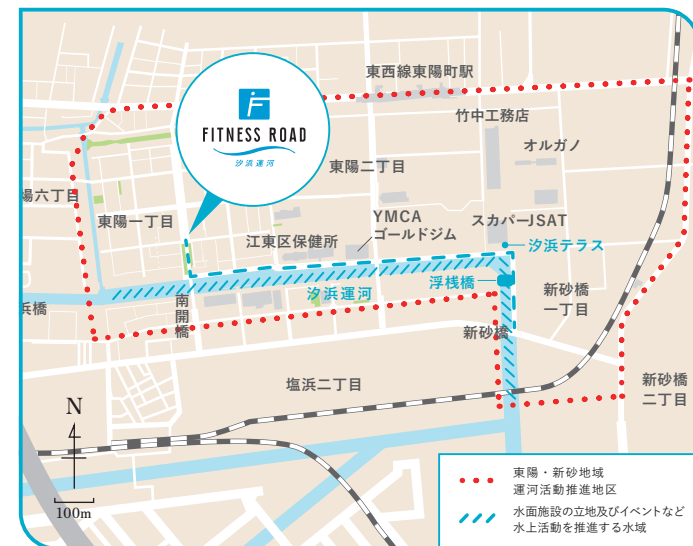 東西線東陽町駅
竹中工務店
FITNESS ROAD
汐浜運河
オルガノ
東陽二丁目
場六丁目
東陽一丁目
YMCA
ゴールドジム
スカパーJSAT
江東区保健所
汐浜テラス
浮桟橋
汐浜運河
新砂橋
一丁目
浜橋
南開橋
新砂橋
塩浜二丁目
新砂橋
二丁目
N
100m
東陽・新砂地域
運河活動推進地区
水面施設の立地及びイベントなど
水上活動を推進する水域